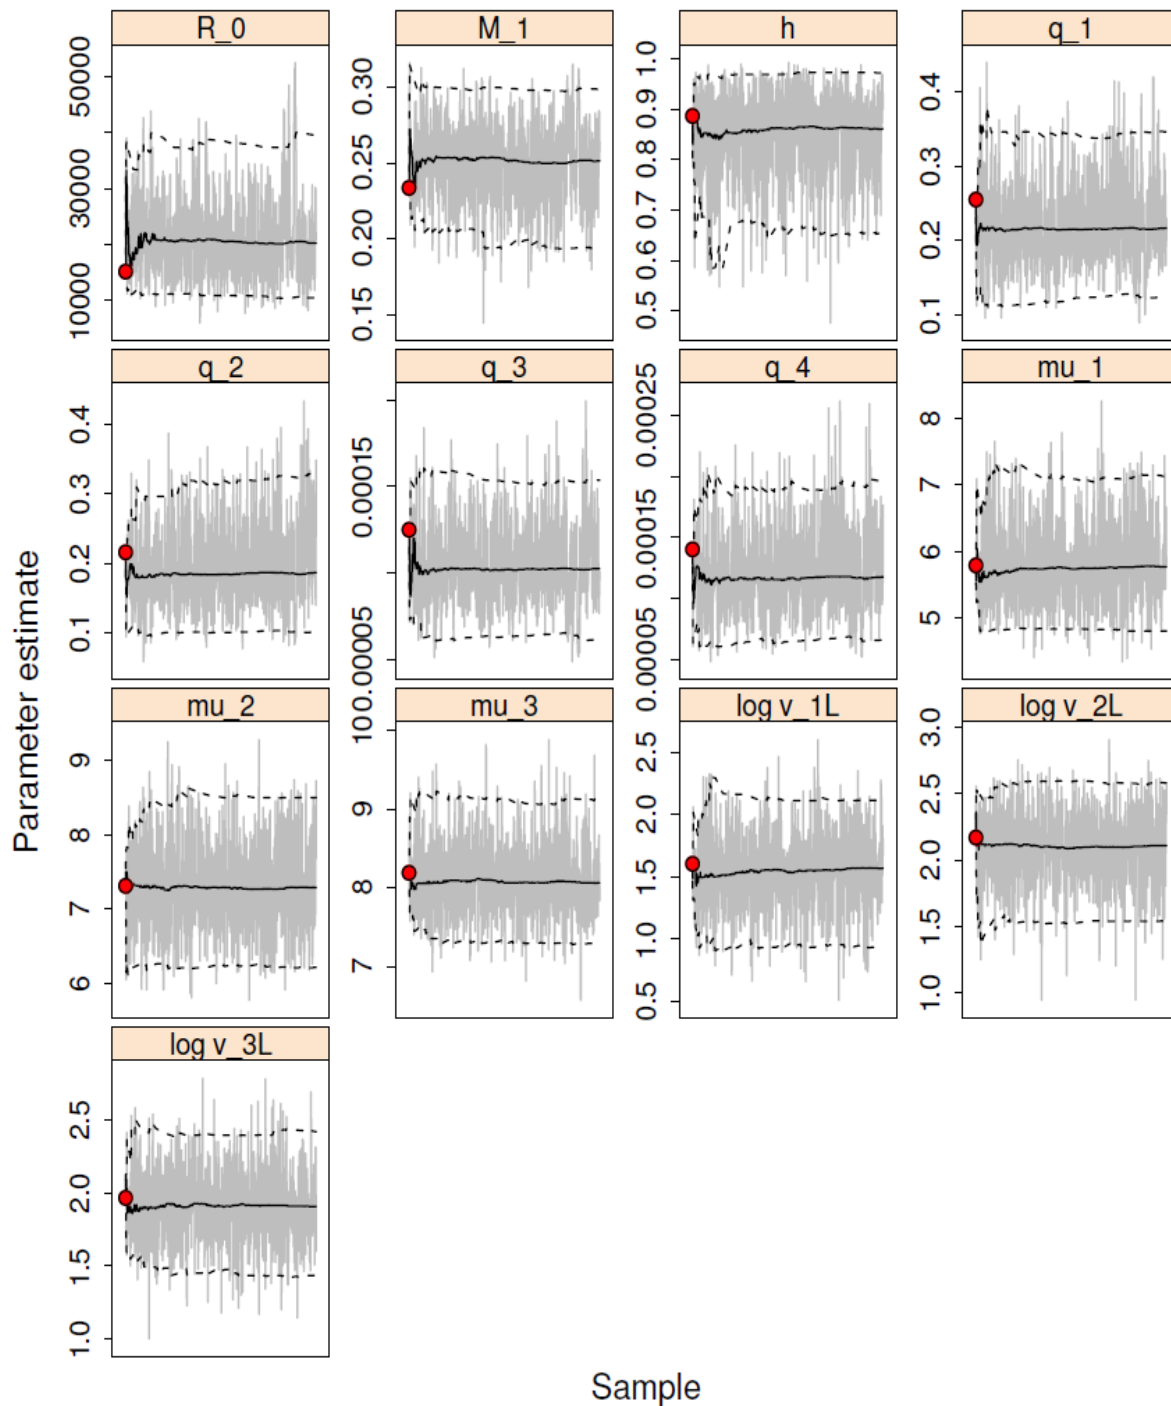 R_0 M_1 h q_1
10000 30000 50000
0.15 0.20 0.25 0.30
0.5 0.6 0.7 0.8 0.9 1.0
0.1 0.2 0.3 0.4
q_2 q_3 q_4 mu_1
0.1 0.2 0.3 0.4
0.00005 0.00015
0.00005 0.00015 0.00025
5 6 7 8
mu_2 mu_3 log v_1L log v_2L
6 7 8 9
7 8 9 10
0.5 1.0 1.5 2.0 2.5
1.0 1.5 2.0 2.5 3.0
log v_3L
1.0 1.5 2.0 2.5
Parameter estimate
Sample